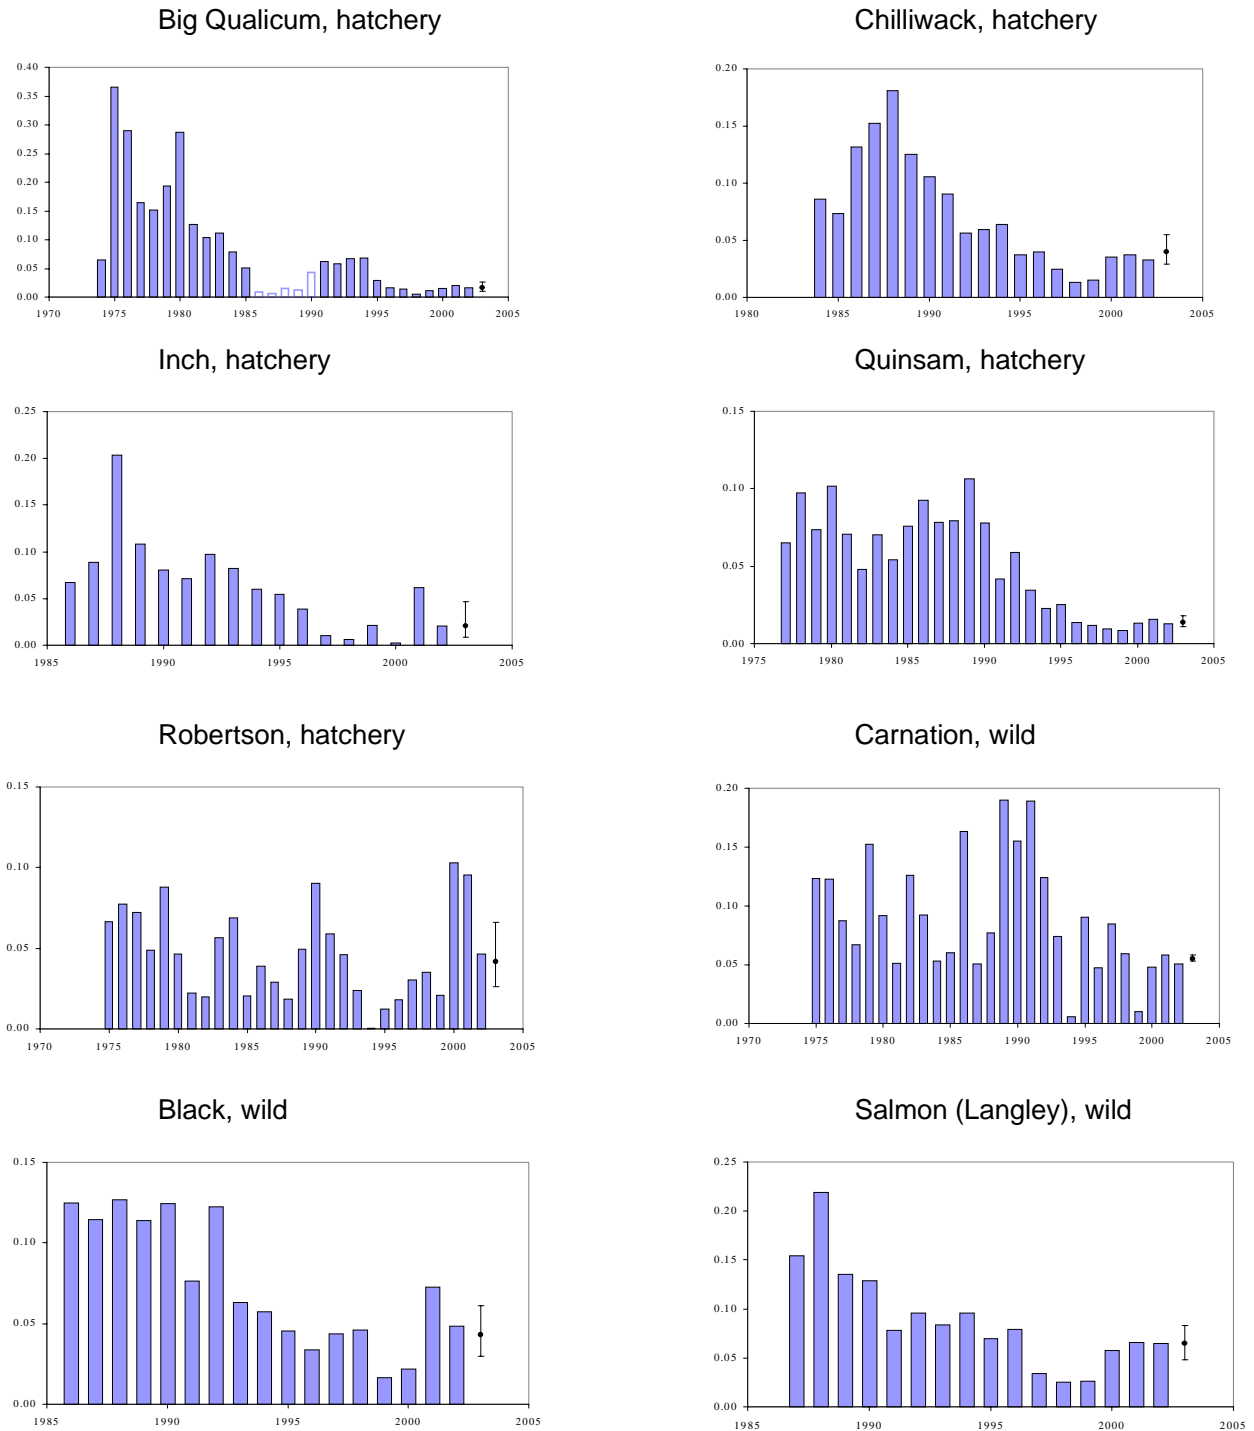 Big Qualicum, hatchery
0.40
0.35
0.30
0.25
0.20
0.15
0.10
0.05
0.00
1970 1975 1980 1985 1990 1995 2000 2005
Chilliwack, hatchery
0.20
0.15
0.10
0.05
0.00
1980 1985 1990 1995 2000 2005
Inch, hatchery
0.25
0.20
0.15
0.10
0.05
0.00
1985 1990 1995 2000 2005
Quinsam, hatchery
0.15
0.10
0.05
0.00
1975 1980 1985 1990 1995 2000 2005
Robertson, hatchery
0.15
0.10
0.05
0.00
1970 1975 1980 1985 1990 1995 2000 2005
Carnation, wild
0.20
0.15
0.10
0.05
0.00
1970 1975 1980 1985 1990 1995 2000 2005
Black, wild
0.15
0.10
0.05
0.00
1985 1990 1995 2000 2005
Salmon (Langley), wild
0.25
0.20
0.15
0.10
0.05
0.00
1985 1990 1995 2000 2005